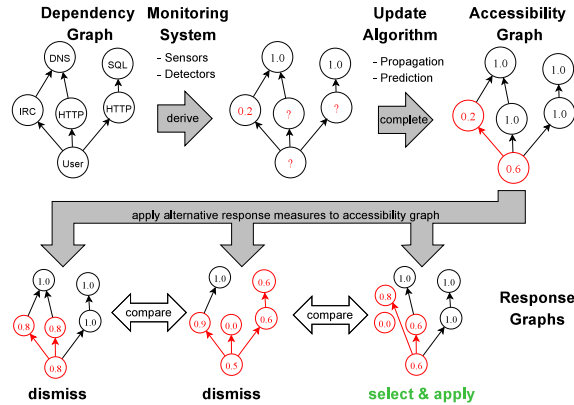 Dependency
Graph
Monitoring
System
- Sensors
- Detectors
Update
Algorithm
- Propagation
- Prediction
Accessibility
Graph
DNS
SQL
IRC
HTTP
HTTP
User
derive
1.0
1.0
0.2
?
?
?
complete
1.0
1.0
0.2
1.0
1.0
0.6
apply alternative response measures to accessibility graph
1.0
1.0
0.8
0.8
1.0
0.8
dismiss
compare
1.0
0.6
0.9
0.0
0.6
0.5
dismiss
compare
1.0
0.8
1.0
0.0
0.6
1.0
0.6
select & apply
Response
Graphs